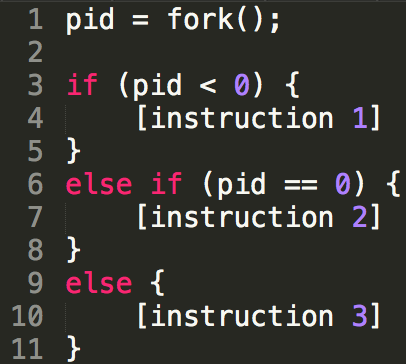 1 pid = fork();
2
3 if (pid < 0) {
4     [instruction 1]
5 }
6 else if (pid == 0) {
7     [instruction 2]
8 }
9 else {
10     [instruction 3]
11 }